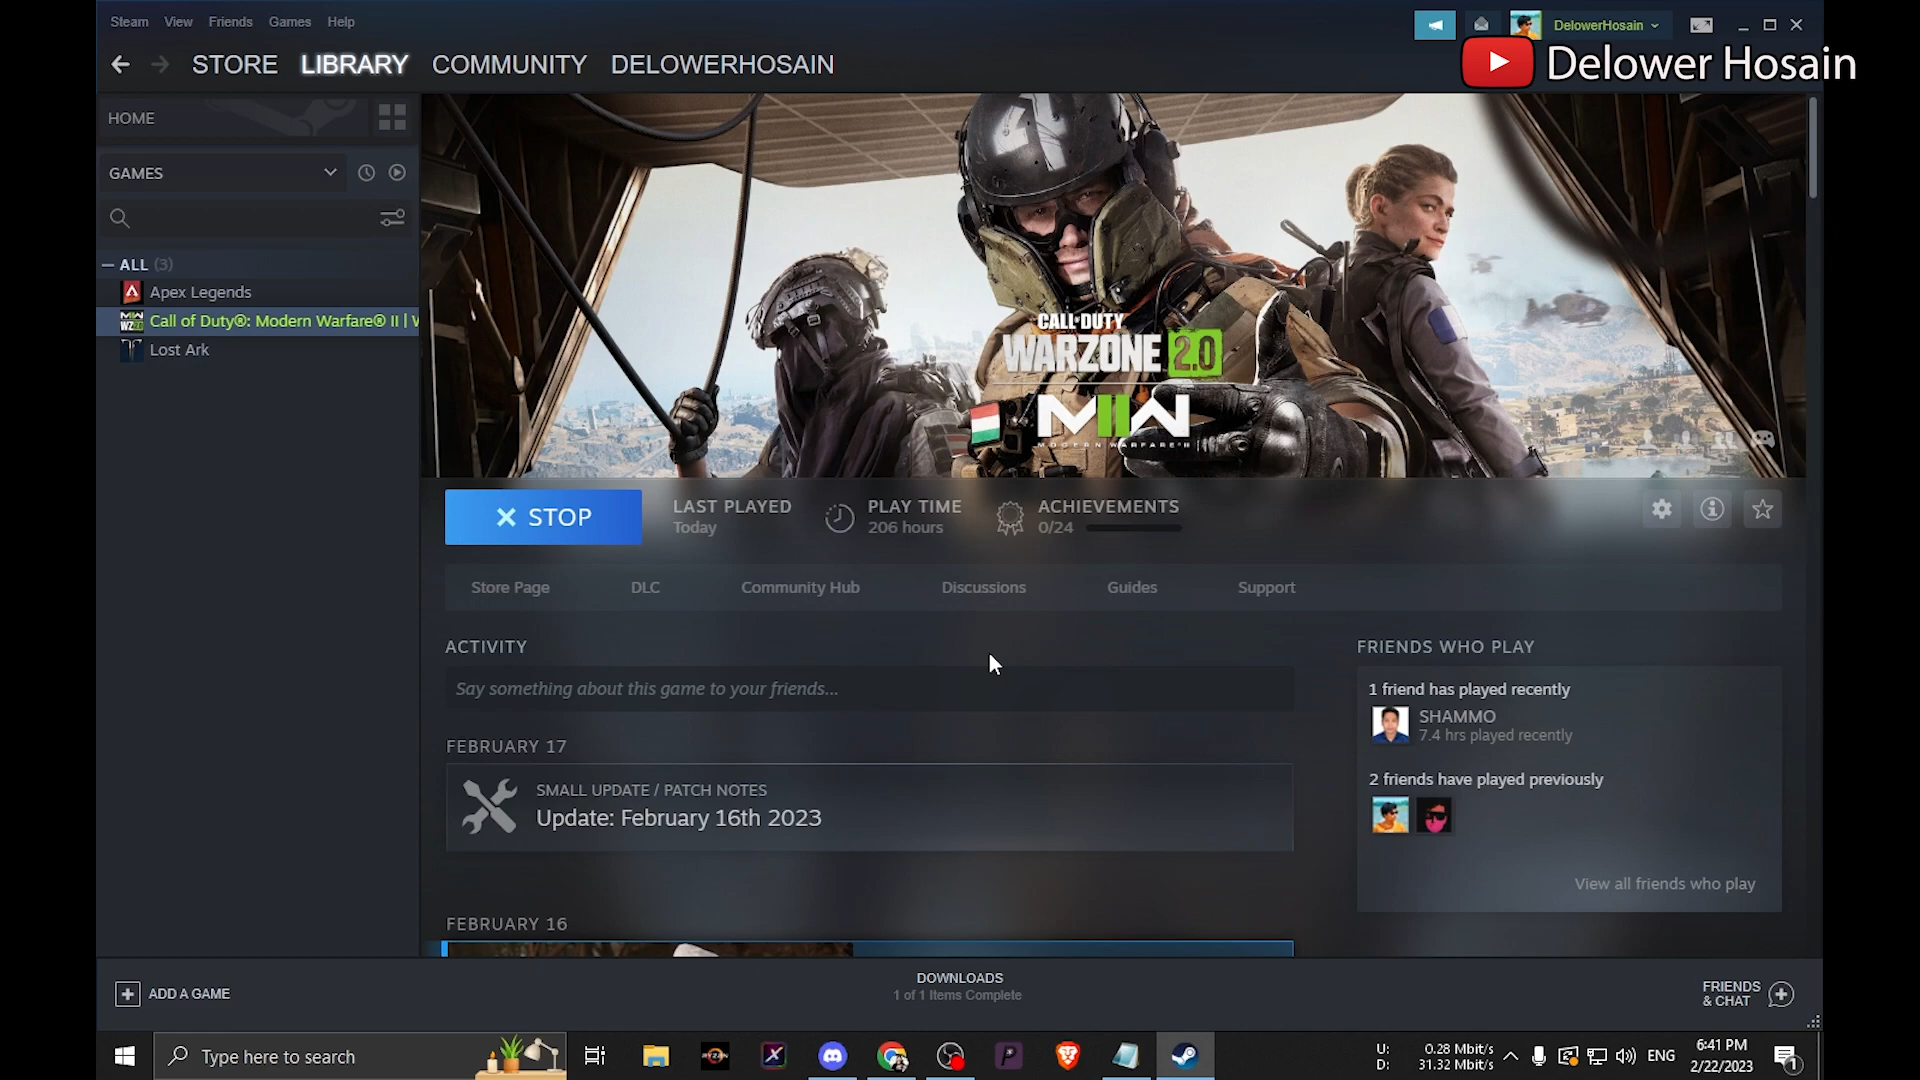 Steam View Friends Games Help
DelowerHosain
STORE LIBRARY COMMUNITY DELOWERHOSAIN
Delower Hosain
HOME
GAMES
ALL (3)
Apex Legends
Call of Duty®: Modern Warfare® II | W
Lost Ark
CALL OF DUTY
WARZONE 2.0
MIIW
MODERN WARFARE II
STOP
LAST PLAYED
Today
PLAY TIME
206 hours
ACHIEVEMENTS
0/24
Store Page DLC Community Hub Discussions Guides Support
ACTIVITY
Say something about this game to your friends...
FEBRUARY 17
SMALL UPDATE / PATCH NOTES
Update: February 16th 2023
FEBRUARY 16
FRIENDS WHO PLAY
1 friend has played recently
SHAMMO
7.4 hrs played recently
2 friends have played previously
View all friends who play
ADD A GAME
DOWNLOADS
1 of 1 Items Complete
FRIENDS
& CHAT
Type here to search
RYZEN
U: 0.28 Mbit/s
D: 31.32 Mbit/s
ENG
6:41 PM
2/22/2023
1